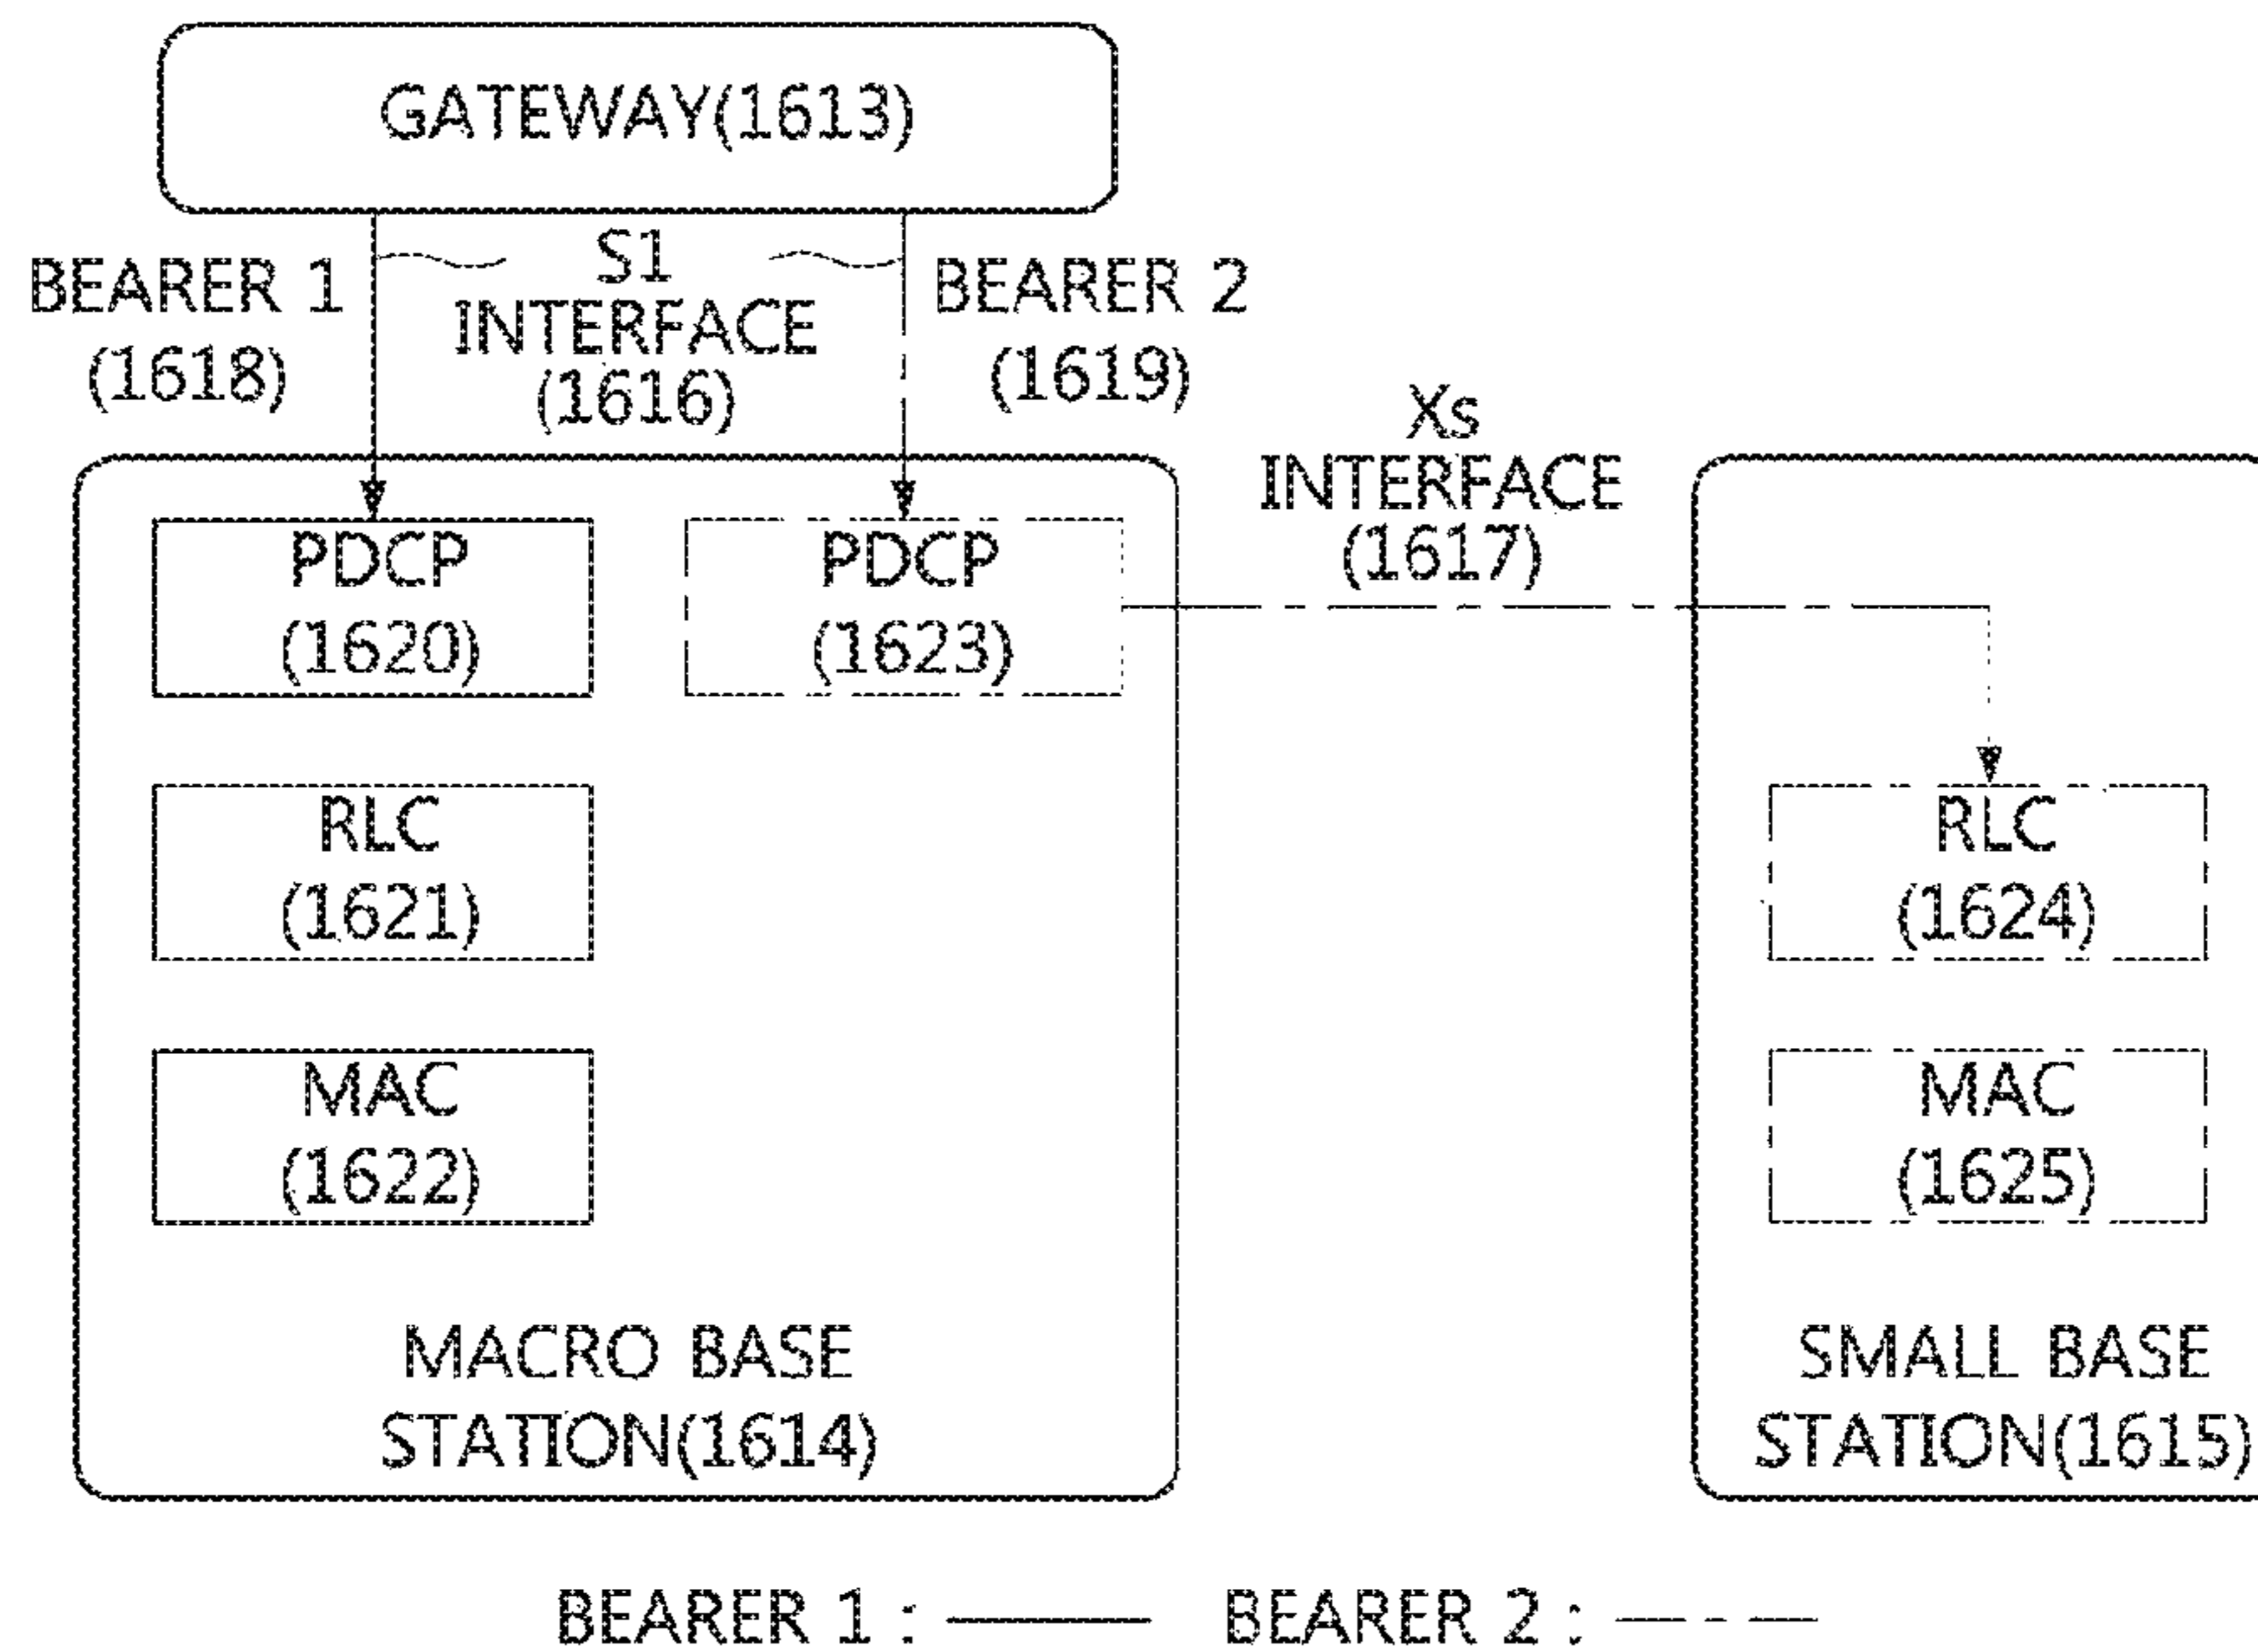 GATEWAY(1613)
BEARER 1
(1618)
S1
INTERFACE
(1616)
BEARER 2
(1619)
Xs
INTERFACE
(1617)
PDCP
(1620)
PDCP
(1623)
RLC
(1621)
RLC
(1624)
MAC
(1622)
MAC
(1625)
MACRO BASE
STATION(1614)
SMALL BASE
STATION(1615)
BEARER 1 :
BEARER 2 :